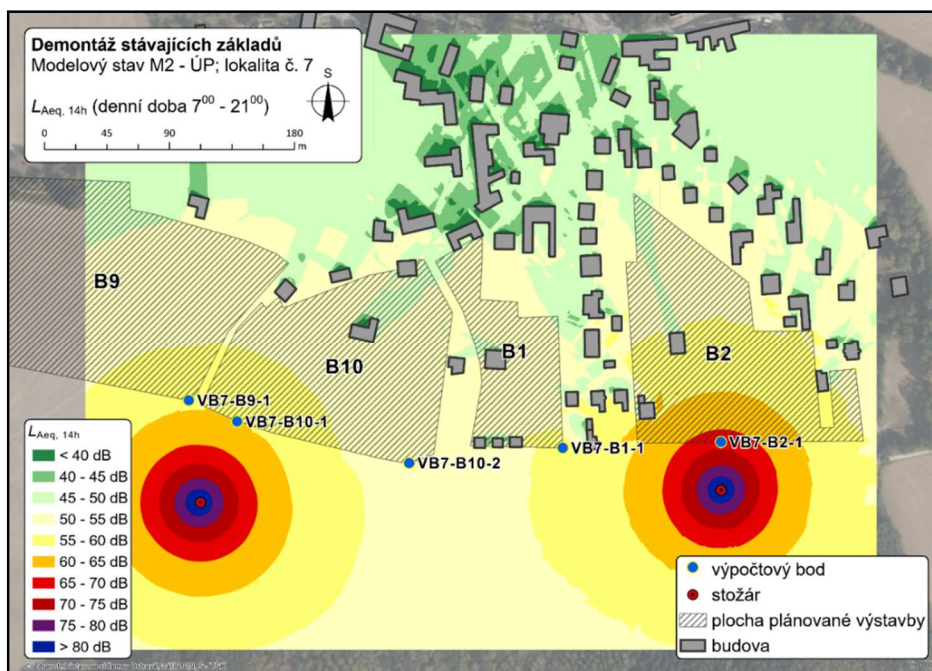 Demontáž stávajících základů
Modelový stav M2 - ÚP; lokalita č. 7
S
LAeq, 14h (denní doba 7⁰⁰ - 21⁰⁰)
0 45 90 180
m
B9
B10
B1
B2
VB7-B9-1
VB7-B10-1
VB7-B10-2
VB7-B1-1
VB7-B2-1
LAeq, 14h
< 40 dB
40 - 45 dB
45 - 50 dB
50 - 55 dB
55 - 60 dB
60 - 65 dB
65 - 70 dB
70 - 75 dB
75 - 80 dB
> 80 dB
výpočtový bod
stožár
plocha plánované výstavby
budova